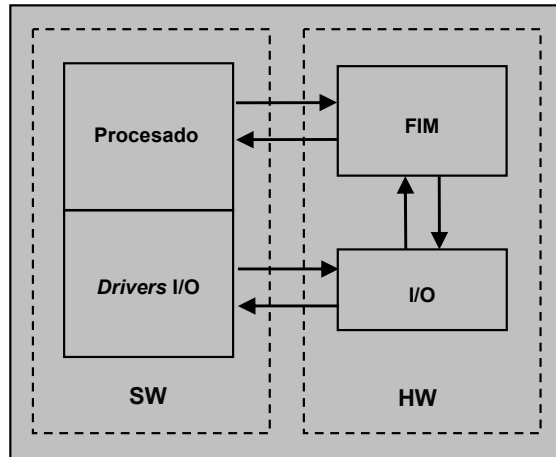 Procesado
FIM
Drivers I/O
I/O
SW
HW